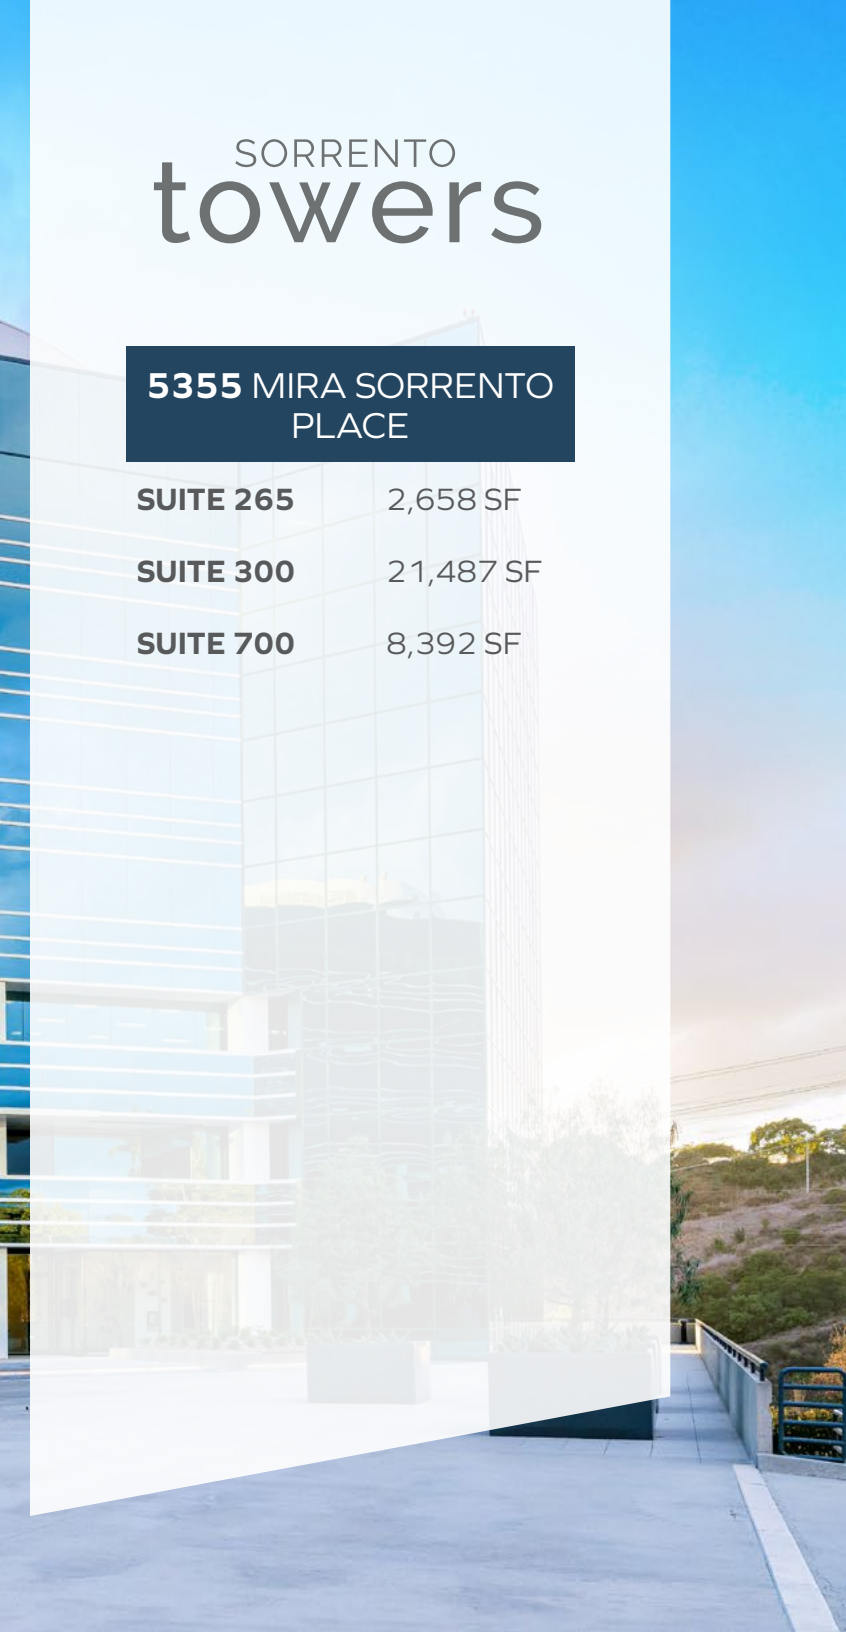 SORRENTO
towers
5355 MIRA SORRENTO
PLACE
SUITE 265 2,658 SF
SUITE 300 21,487 SF
SUITE 700 8,392 SF